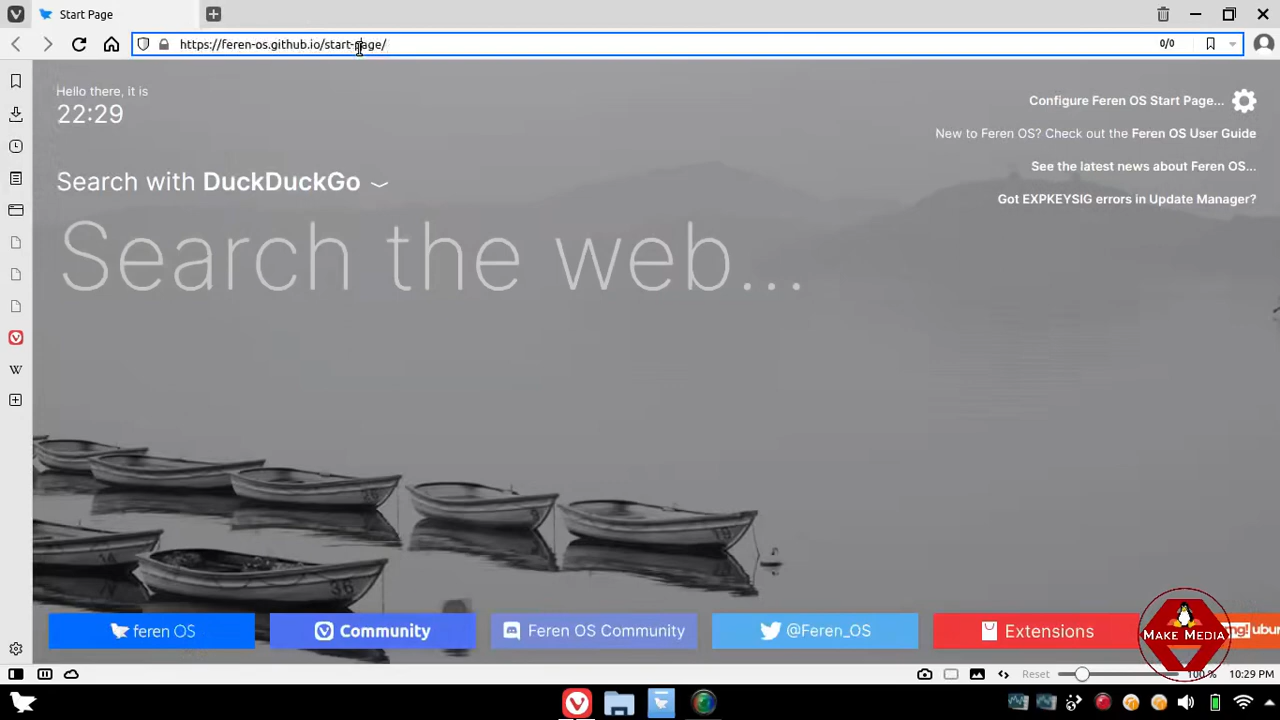 Start Page
https://feren-os.github.io/start-page/
0/0
Hello there, it is
22:29
Configure Feren OS Start Page...
New to Feren OS? Check out the Feren OS User Guide
See the latest news about Feren OS...
Got EXPKEYSIG errors in Update Manager?
Search with DuckDuckGo
Search the web...
36
feren OS
Community
Feren OS Community
@Feren_OS
Extensions
MAKE MEDIA
Reset
100 %
10:29 PM